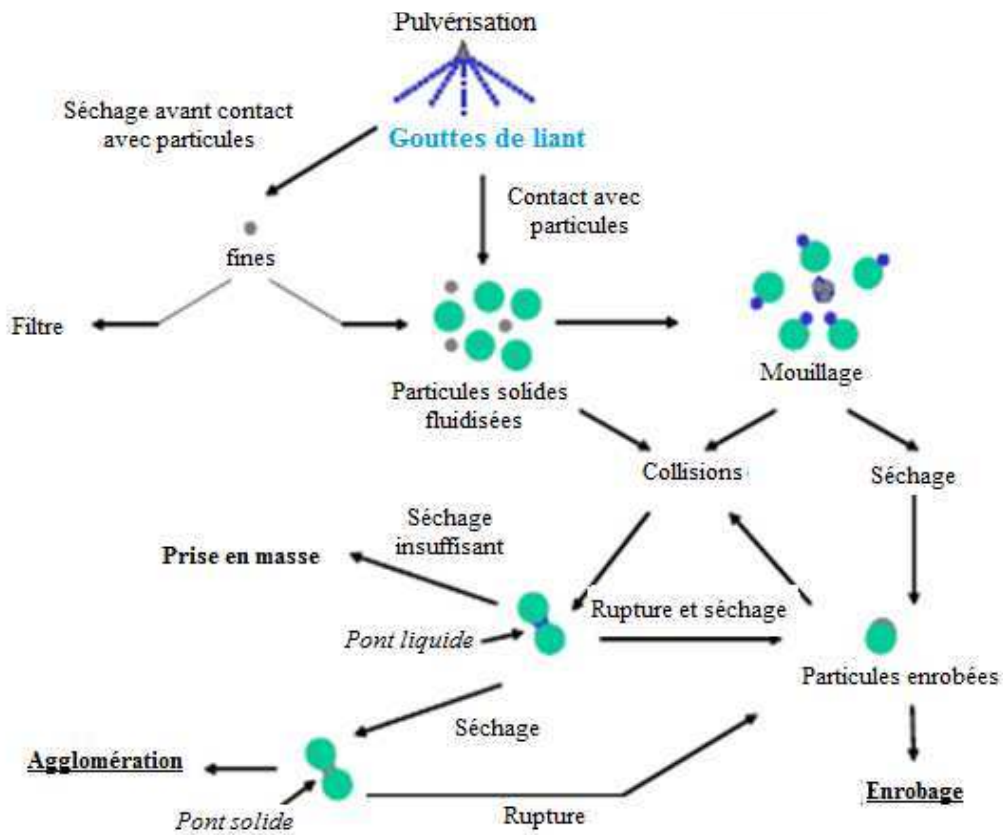 Pulvérisation
Séchage avant contact
avec particules
Gouttes de liant
Contact avec
particules
fines
Filtre
Particules solides
fluidisées
Mouillage
Collisions
Séchage
Séchage
insuffisant
Prise en masse
Rupture et séchage
Pont liquide
Particules enrobées
Séchage
Agglomération
Pont solide
Rupture
Enrobage